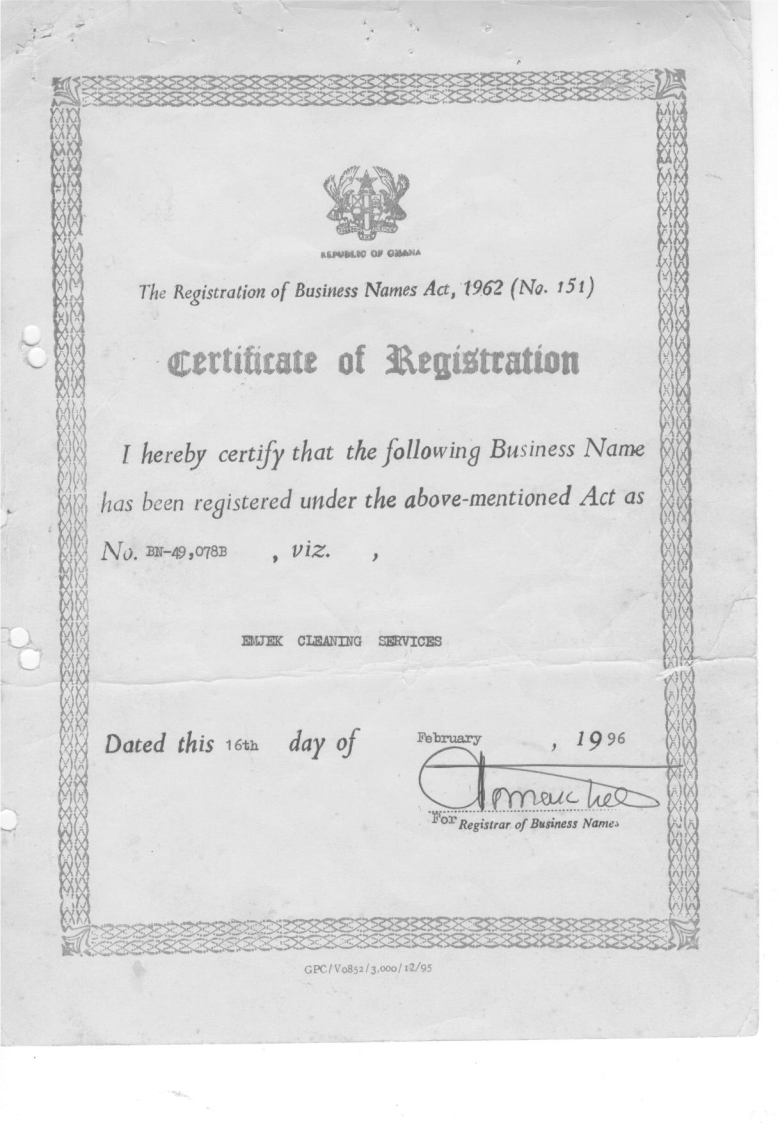 REPUBLIC OF GHANA
The Registration of Business Names Act, 1962 (No. 151)
Certificate of Registration
I hereby certify that the following Business Name
has been registered under the above-mentioned Act as
No. BN-49,078B , viz. ,
EMJEK CLEANING SERVICES
Dated this 16th day of February , 1996
For Registrar of Business Names
GPC/V0852/3,000/12/95